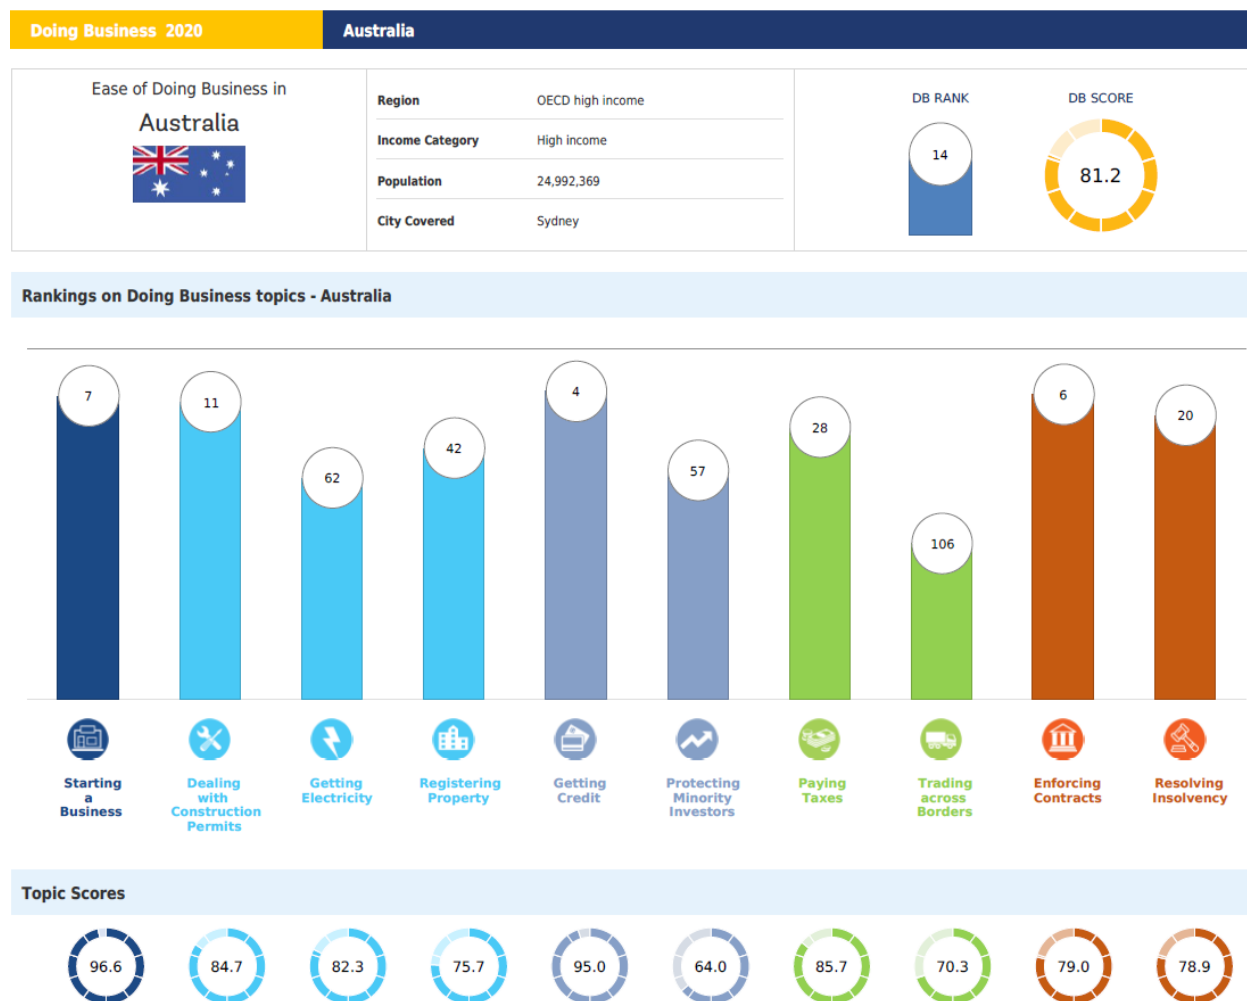 Doing Business 2020
Australia
Ease of Doing Business in
Australia
Region OECD high income
Income Category High income
Population 24,992,369
City Covered Sydney
DB RANK
14
DB SCORE
81.2
Rankings on Doing Business topics - Australia
7 11 62 42 4 57 28 106 6 20
Starting
a
Business
Dealing
with
Construction
Permits
Getting
Electricity
Registering
Property
Getting
Credit
Protecting
Minority
Investors
Paying
Taxes
Trading
across
Borders
Enforcing
Contracts
Resolving
Insolvency
Topic Scores
96.6 84.7 82.3 75.7 95.0 64.0 85.7 70.3 79.0 78.9